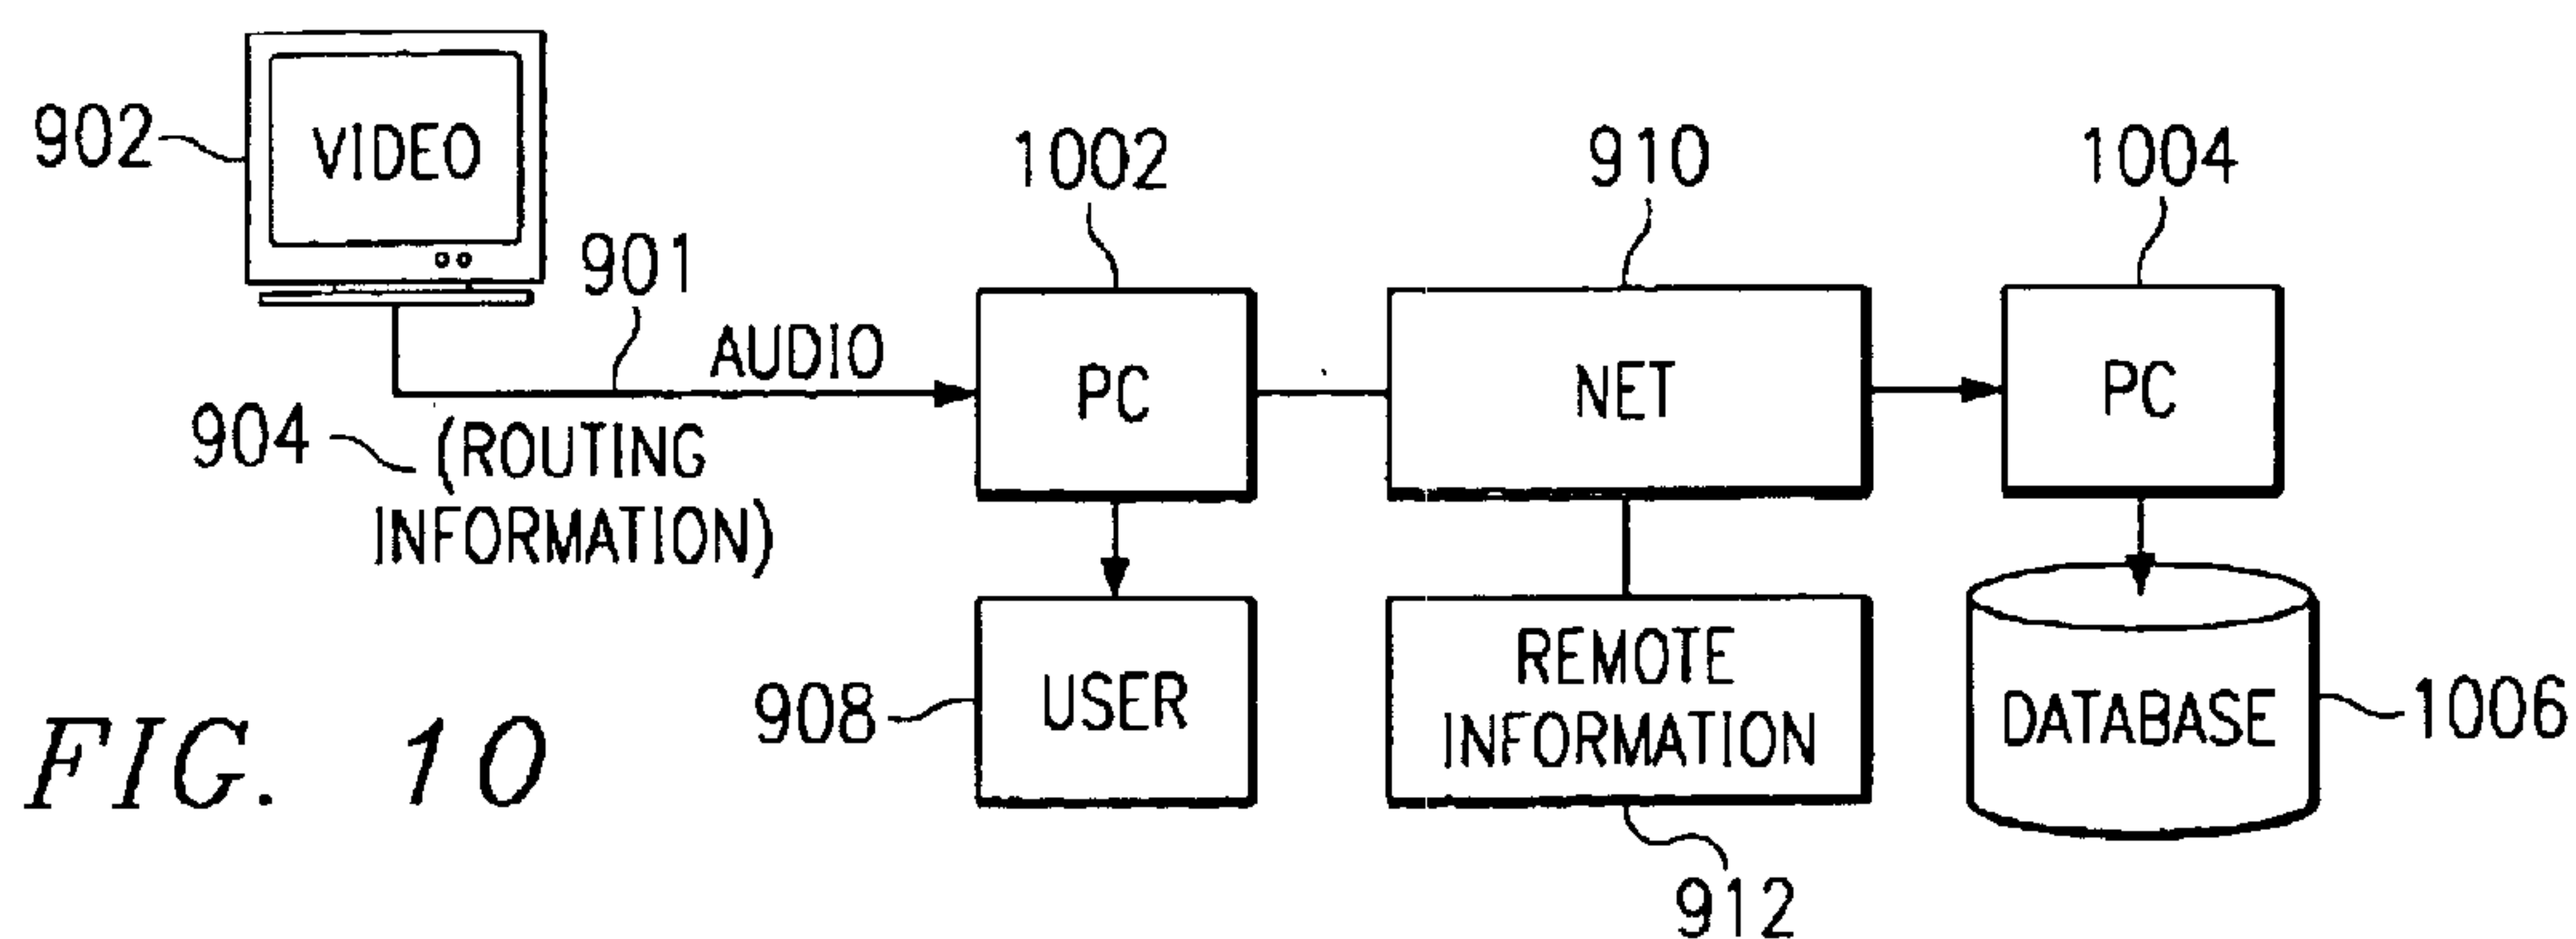 902
VIDEO
901
AUDIO
904
(ROUTING
INFORMATION)
1002
PC
910
NET
1004
PC
908
USER
REMOTE
INFORMATION
912
DATABASE
1006
FIG. 10